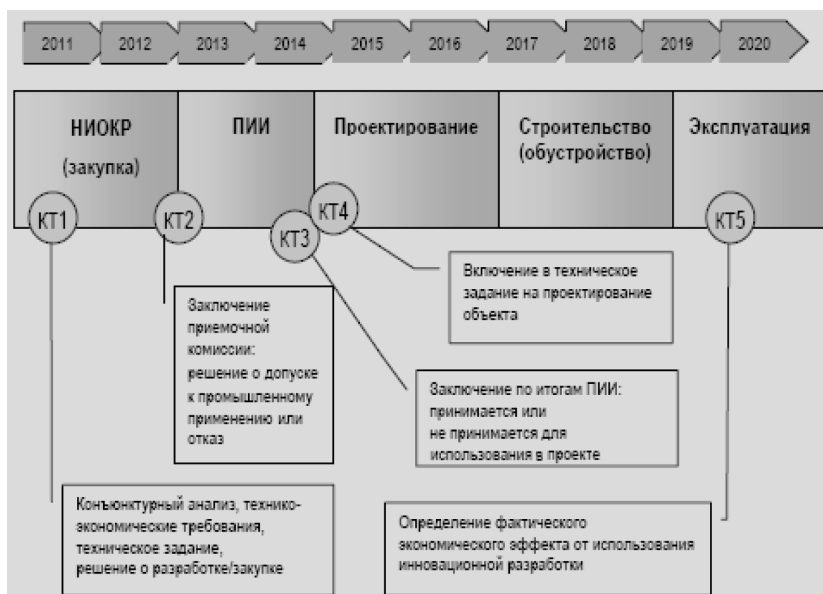 2011 2012 2013 2014 2015 2016 2017 2018 2019 2020
НИОКР
(закупка)
ПИИ
Проектирование
Строительство
(обустройство)
Эксплуатация
КТ1
КТ2
КТ3
КТ4
КТ5
Включение в техническое
задание на проектирование
объекта
Заключение
приемочной
комиссии:
решение о допуске
к промышленному
применению или
отказ
Заключение по итогам ПИИ:
принимается или
не принимается для
использования в проекте
Конъюнктурный анализ, технико-
экономические требования,
техническое задание,
решение о разработке/закупке
Определение фактического
экономического эффекта от использования
инновационной разработки